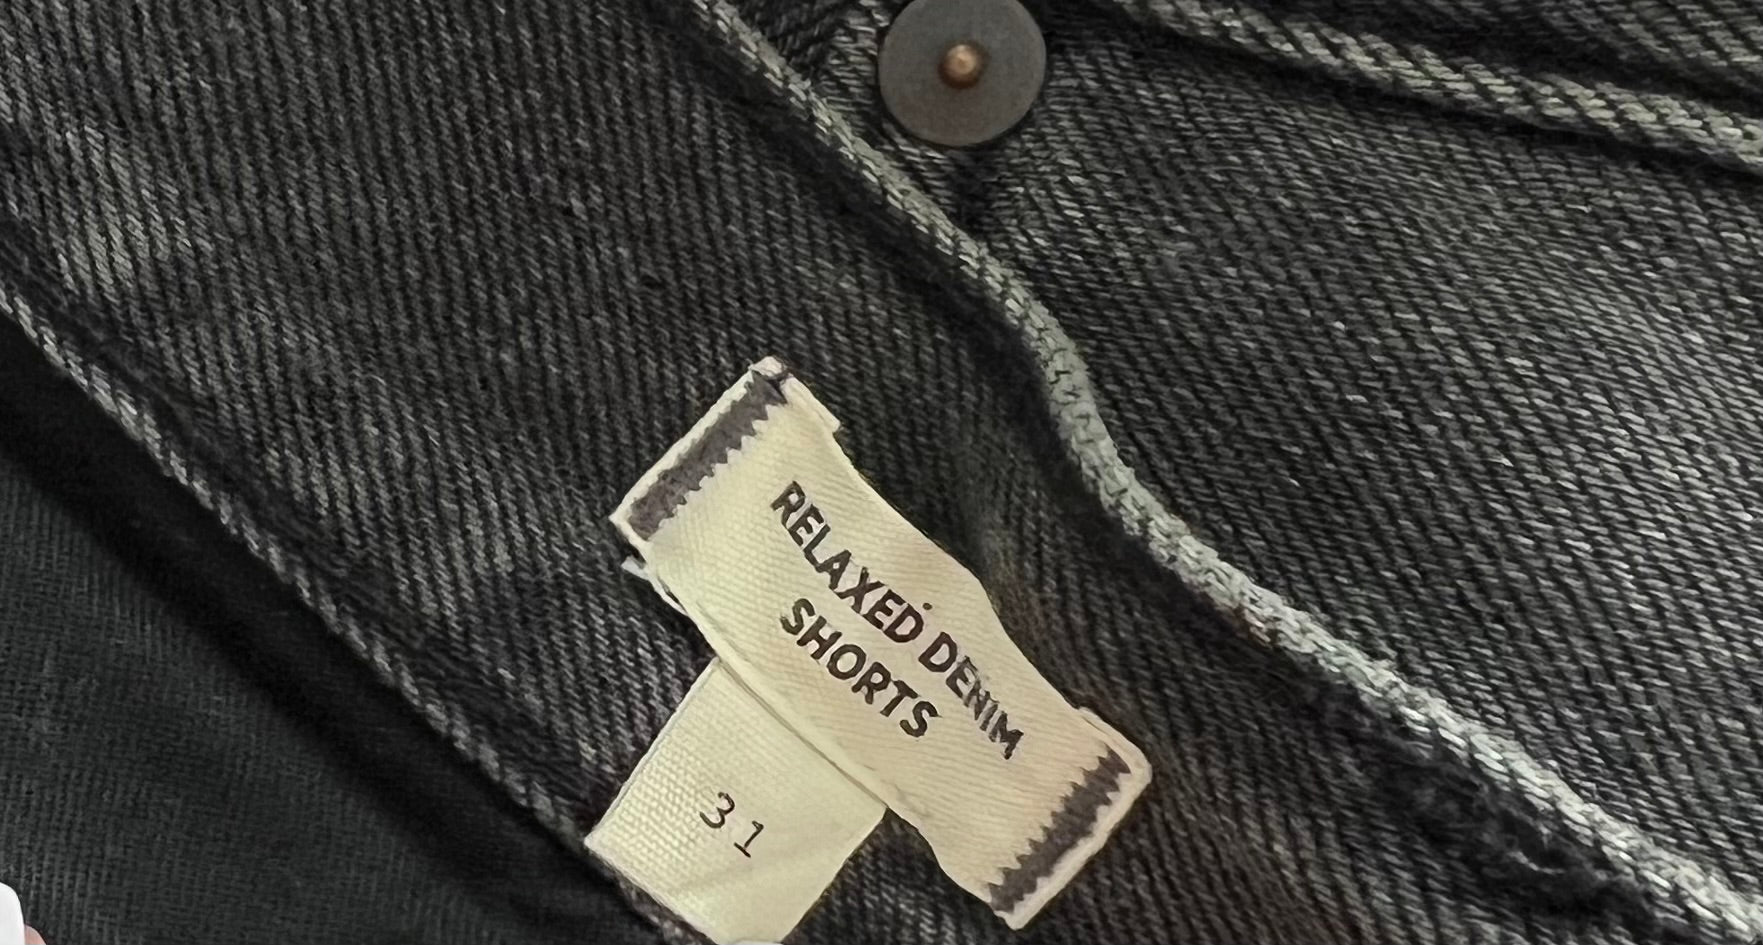 RELAXED DENIM
SHORTS
31